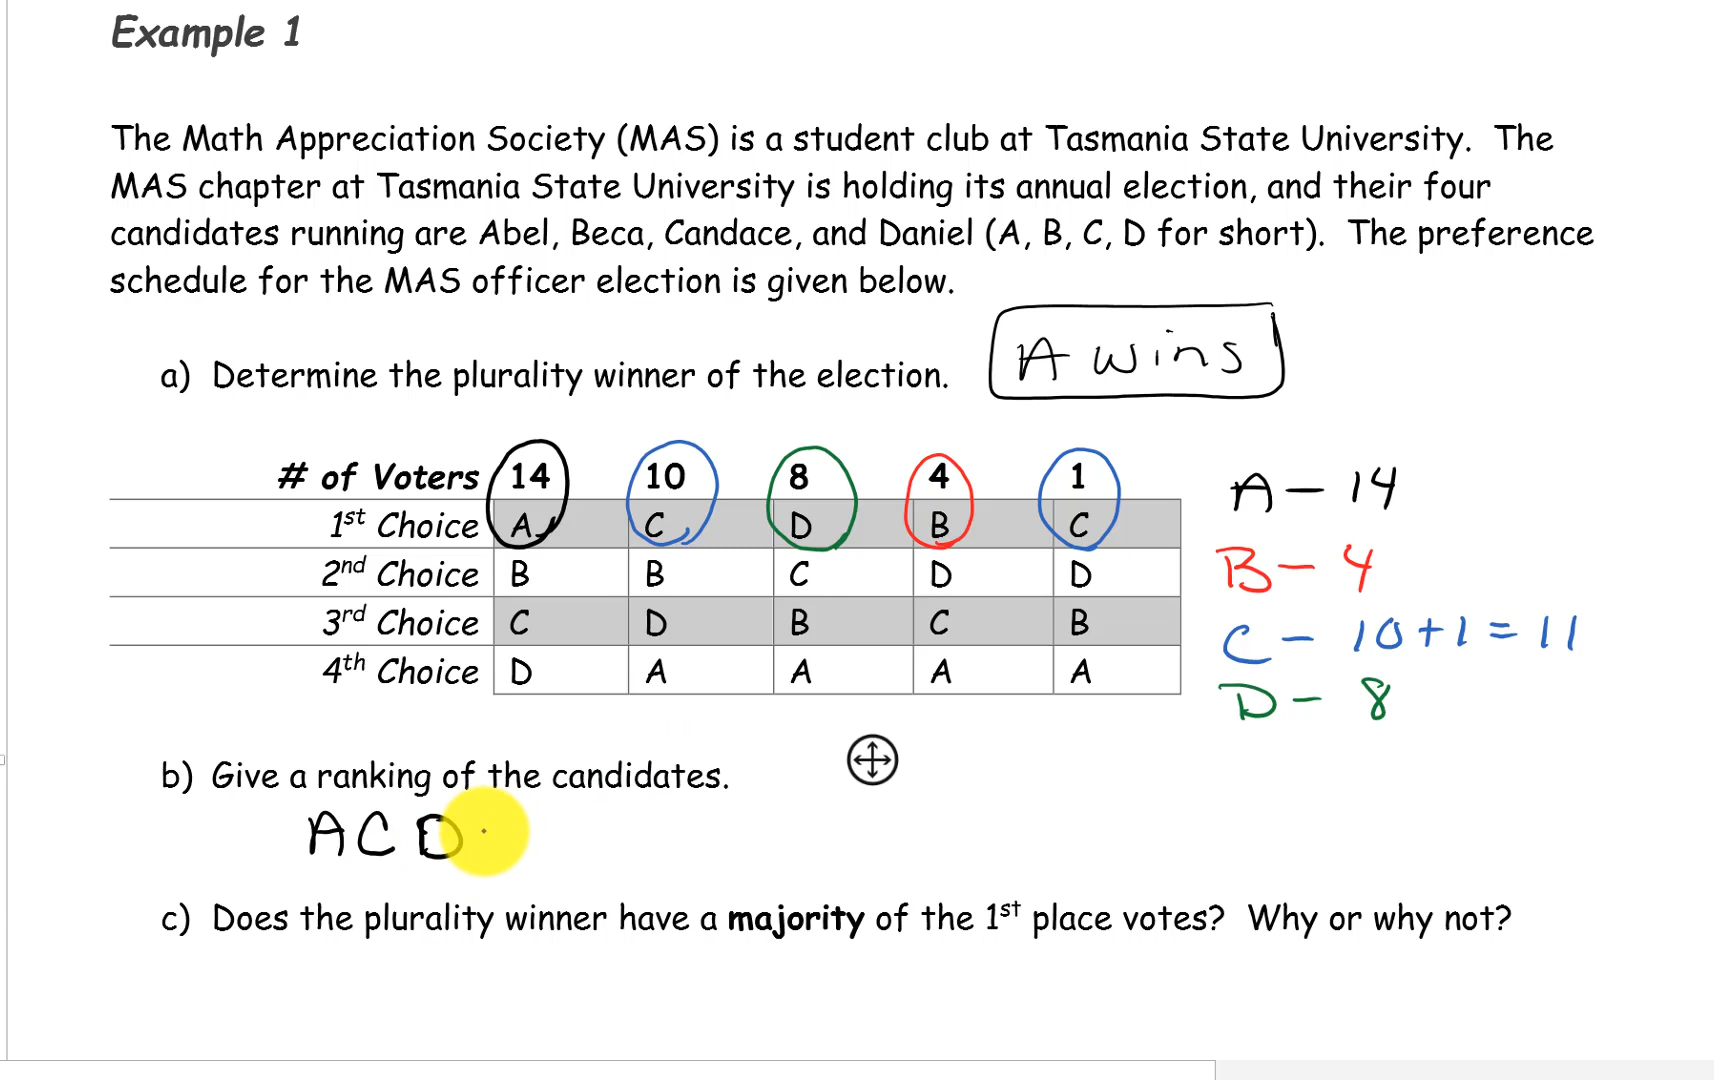 Example 1
The Math Appreciation Society (MAS) is a student club at Tasmania State University. The
MAS chapter at Tasmania State University is holding its annual election, and their four
candidates running are Abel, Beca, Candace, and Daniel (A, B, C, D for short). The preference
schedule for the MAS officer election is given below.
A wins
a) Determine the plurality winner of the election.
# of Voters 14 10 8 4 1
1st Choice A C D B C
2nd Choice B B C D D
3rd Choice C D B C B
4th Choice D A A A A
A - 14
B - 4
C - 10 + 1 = 11
D - 8
b) Give a ranking of the candidates.
A C D
c) Does the plurality winner have a majority of the 1st place votes? Why or why not?